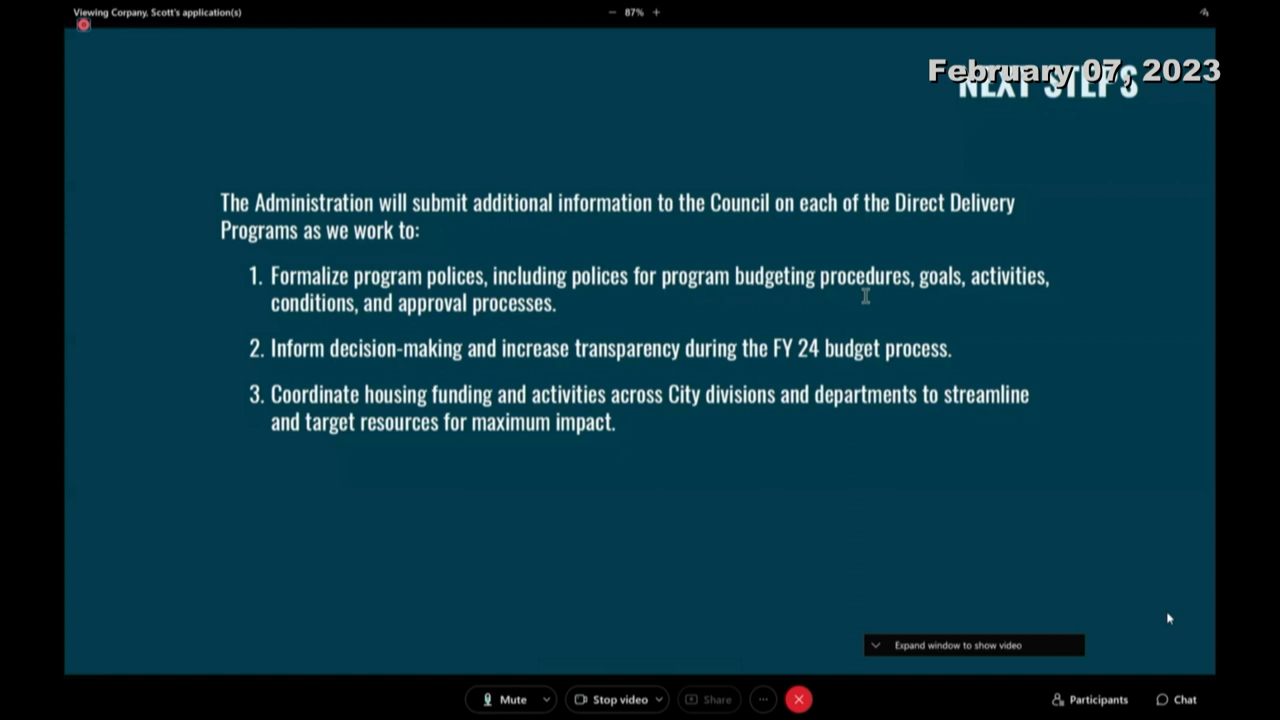 Viewing Corpany, Scott's application(s)
87%
February 07, 2023
NEXT STEPS
The Administration will submit additional information to the Council on each of the Direct Delivery
Programs as we work to:
1. Formalize program polices, including polices for program budgeting procedures, goals, activities,
conditions, and approval processes.
2. Inform decision-making and increase transparency during the FY 24 budget process.
3. Coordinate housing funding and activities across City divisions and departments to streamline
and target resources for maximum impact.
Expand window to show video
Mute
Stop video
Share
Participants
Chat